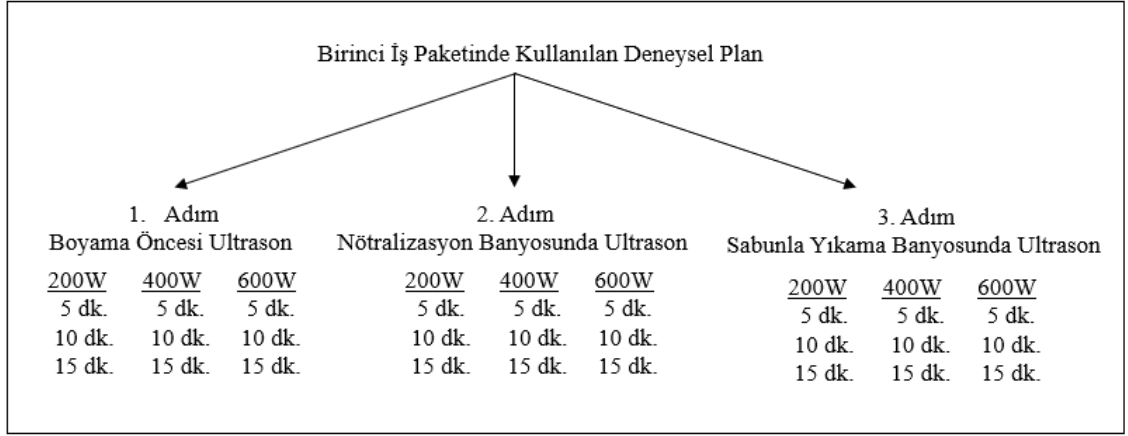 Birinci İş Paketinde Kullanılan Deneysel Plan
1. Adım
Boyama Öncesi Ultrason
200W 400W 600W
5 dk. 5 dk. 5 dk.
10 dk. 10 dk. 10 dk.
15 dk. 15 dk. 15 dk.
2. Adım
Nötralizasyon Banyosunda Ultrason
200W 400W 600W
5 dk. 5 dk. 5 dk.
10 dk. 10 dk. 10 dk.
15 dk. 15 dk. 15 dk.
3. Adım
Sabunla Yıkama Banyosunda Ultrason
200W 400W 600W
5 dk. 5 dk. 5 dk.
10 dk. 10 dk. 10 dk.
15 dk. 15 dk. 15 dk.